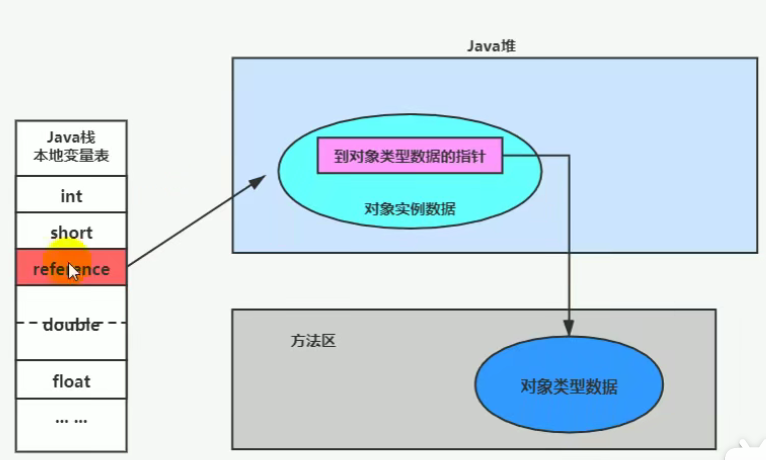 Java堆
Java栈
本地变量表
int
short
reference
double
float
... ...
到对象类型数据的指针
对象实例数据
方法区
对象类型数据